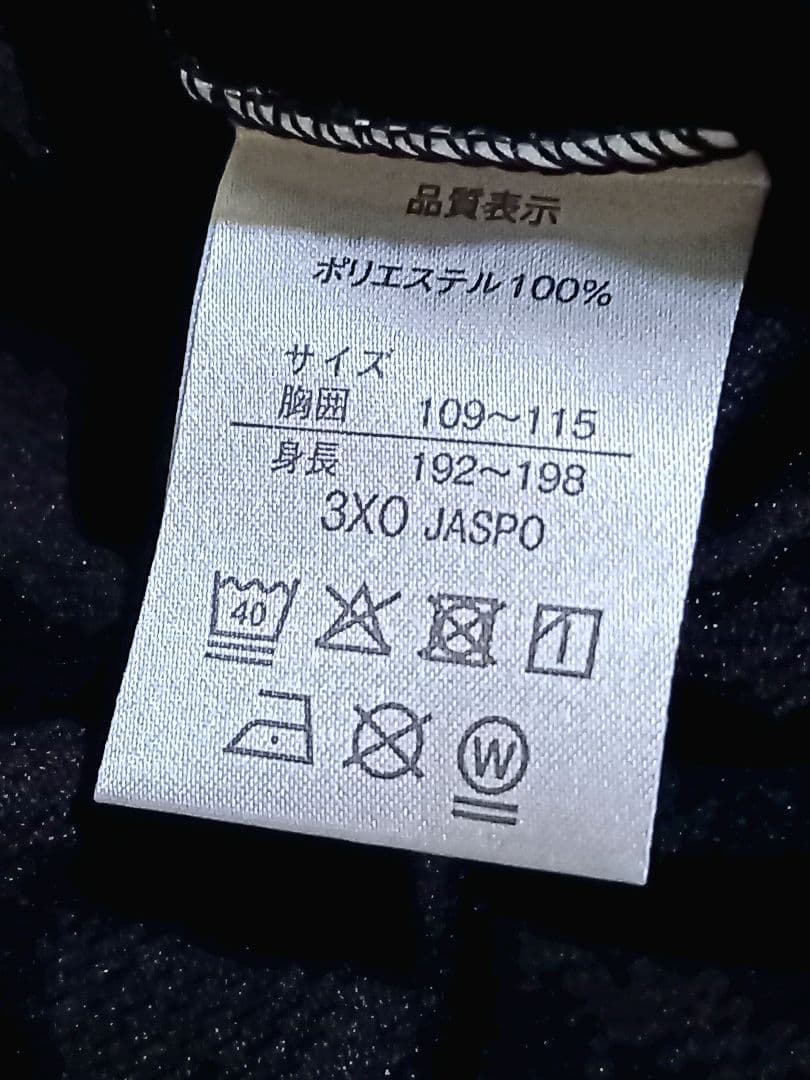 品質表示
ポリエステル100%
サイズ
胸囲 109～115
身長 192～198
3XO JASPO
40
W